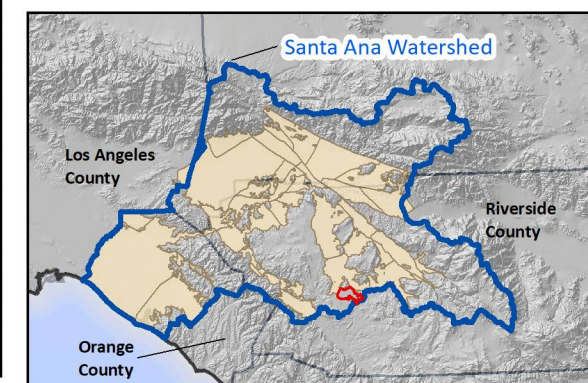 Santa Ana Watershed
Los Angeles
County
Riverside
County
Orange
County